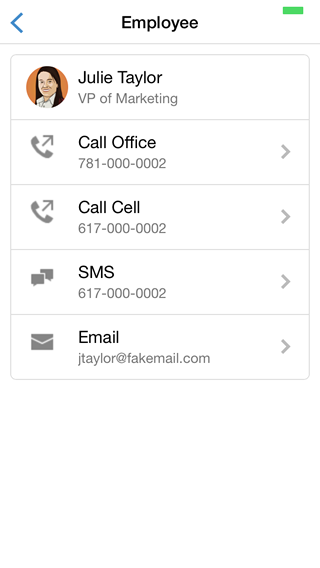 Employee
Julie Taylor
VP of Marketing
Call Office
781-000-0002
Call Cell
617-000-0002
SMS
617-000-0002
Email
jtaylor@fakemail.com